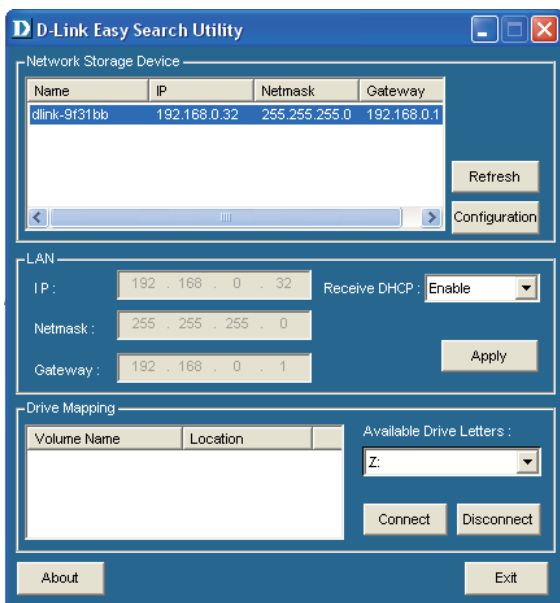 D D-Link Easy Search Utility
Network Storage Device
Name IP Netmask Gateway
dlink-9f31bb 192.168.0.32 255.255.255.0 192.168.0.1
Refresh
Configuration
LAN
IP : 192 . 168 . 0 . 32 Receive DHCP : Enable
Netmask : 255 . 255 . 255 . 0
Gateway : 192 . 168 . 0 . 1
Apply
Drive Mapping
Volume Name Location
Available Drive Letters :
Z:
Connect Disconnect
About Exit